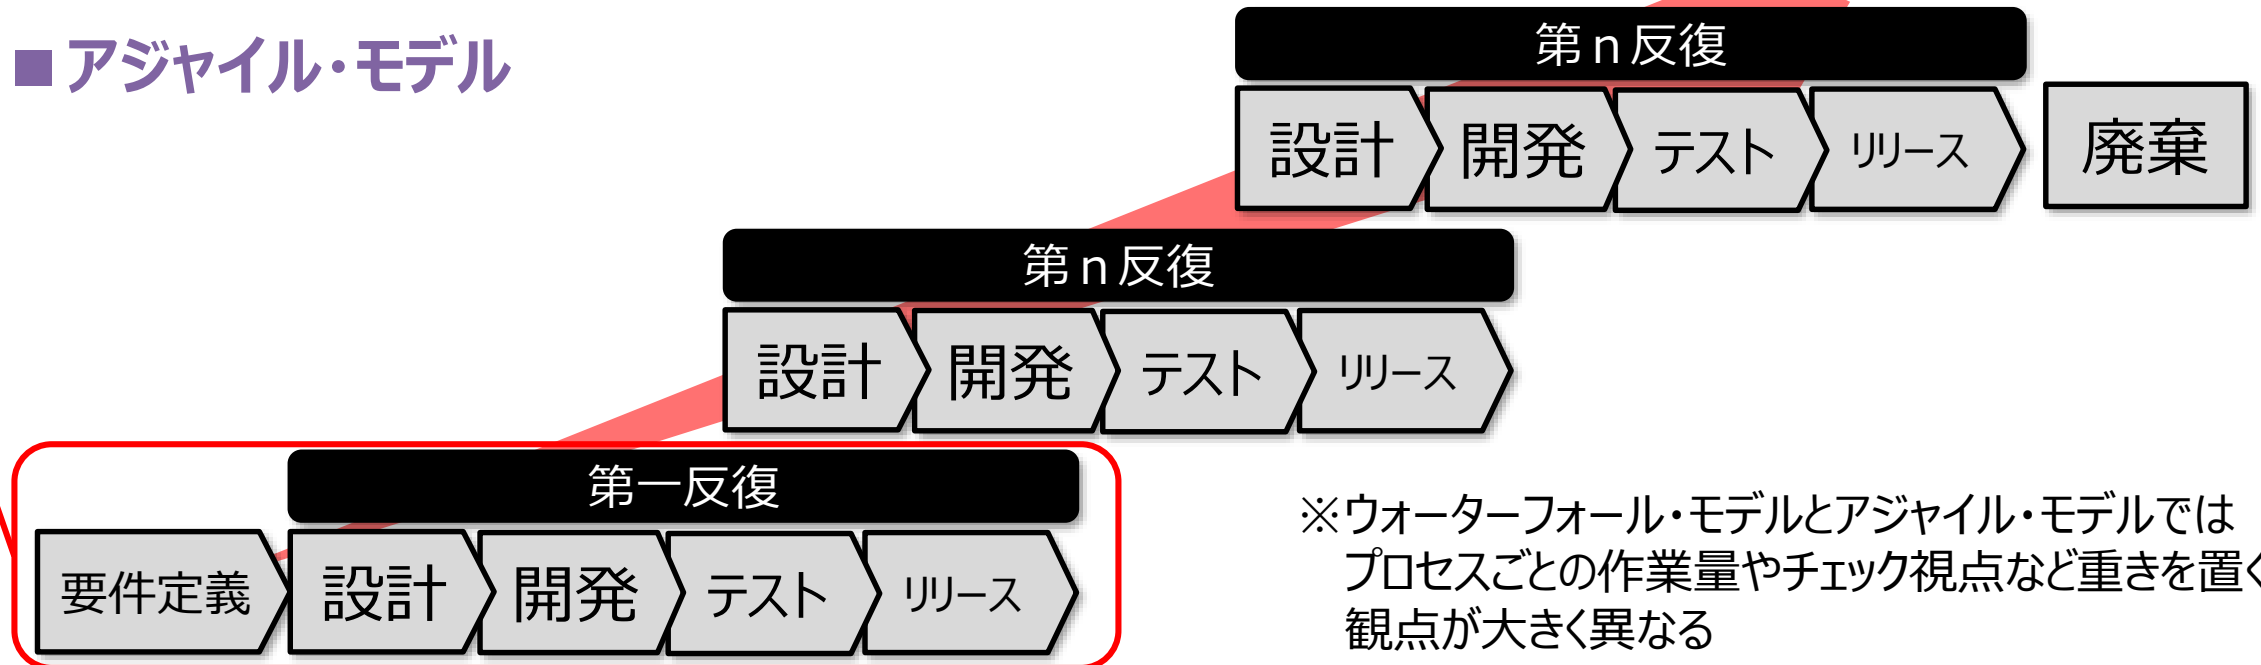 ■アジャイル・モデル
第ｎ反復
設計 開発 テスト リリース 廃棄
第ｎ反復
設計 開発 テスト リリース
第一反復
要件定義 設計 開発 テスト リリース
※ウォーターフォール・モデルとアジャイル・モデルでは
プロセスごとの作業量やチェック視点など重きを置く
観点が大きく異なる